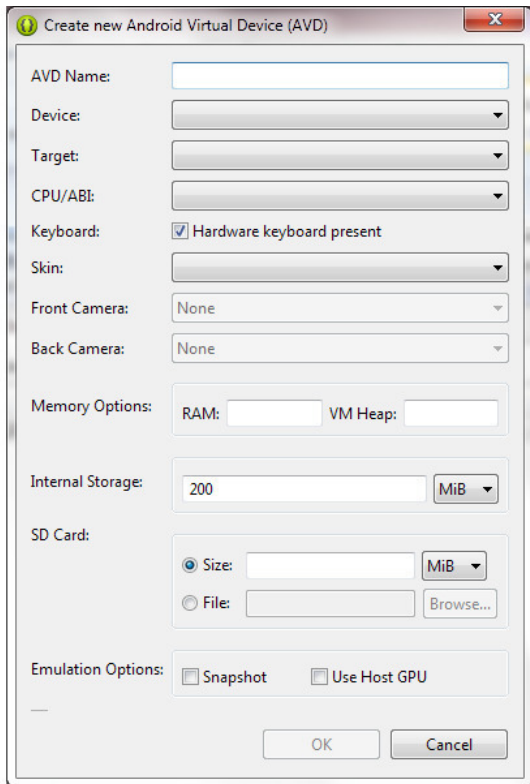 Create new Android Virtual Device (AVD)
AVD Name:
Device:
Target:
CPU/ABI:
Keyboard: Hardware keyboard present
Skin:
Front Camera: None
Back Camera: None
Memory Options: RAM: VM Heap:
Internal Storage: 200 MiB
SD Card:
Size: MiB
File: Browse...
Emulation Options: Snapshot Use Host GPU
OK Cancel